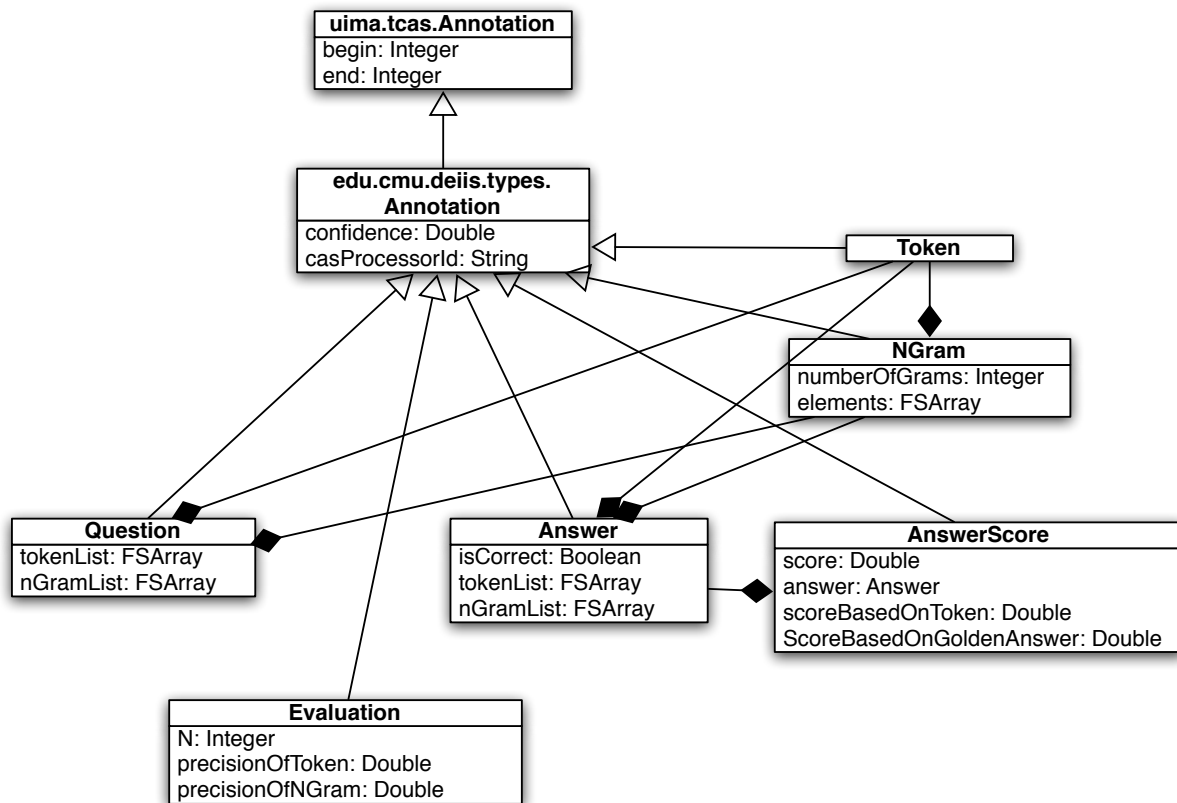 uima.tcas.Annotation
begin: Integer
end: Integer
edu.cmu.deiis.types.
Annotation
confidence: Double
casProcessorId: String
Token
NGram
numberOfGrams: Integer
elements: FSArray
Question
tokenList: FSArray
nGramList: FSArray
Answer
isCorrect: Boolean
tokenList: FSArray
nGramList: FSArray
AnswerScore
score: Double
answer: Answer
scoreBasedOnToken: Double
ScoreBasedOnGoldenAnswer: Double
Evaluation
N: Integer
precisionOfToken: Double
precisionOfNGram: Double